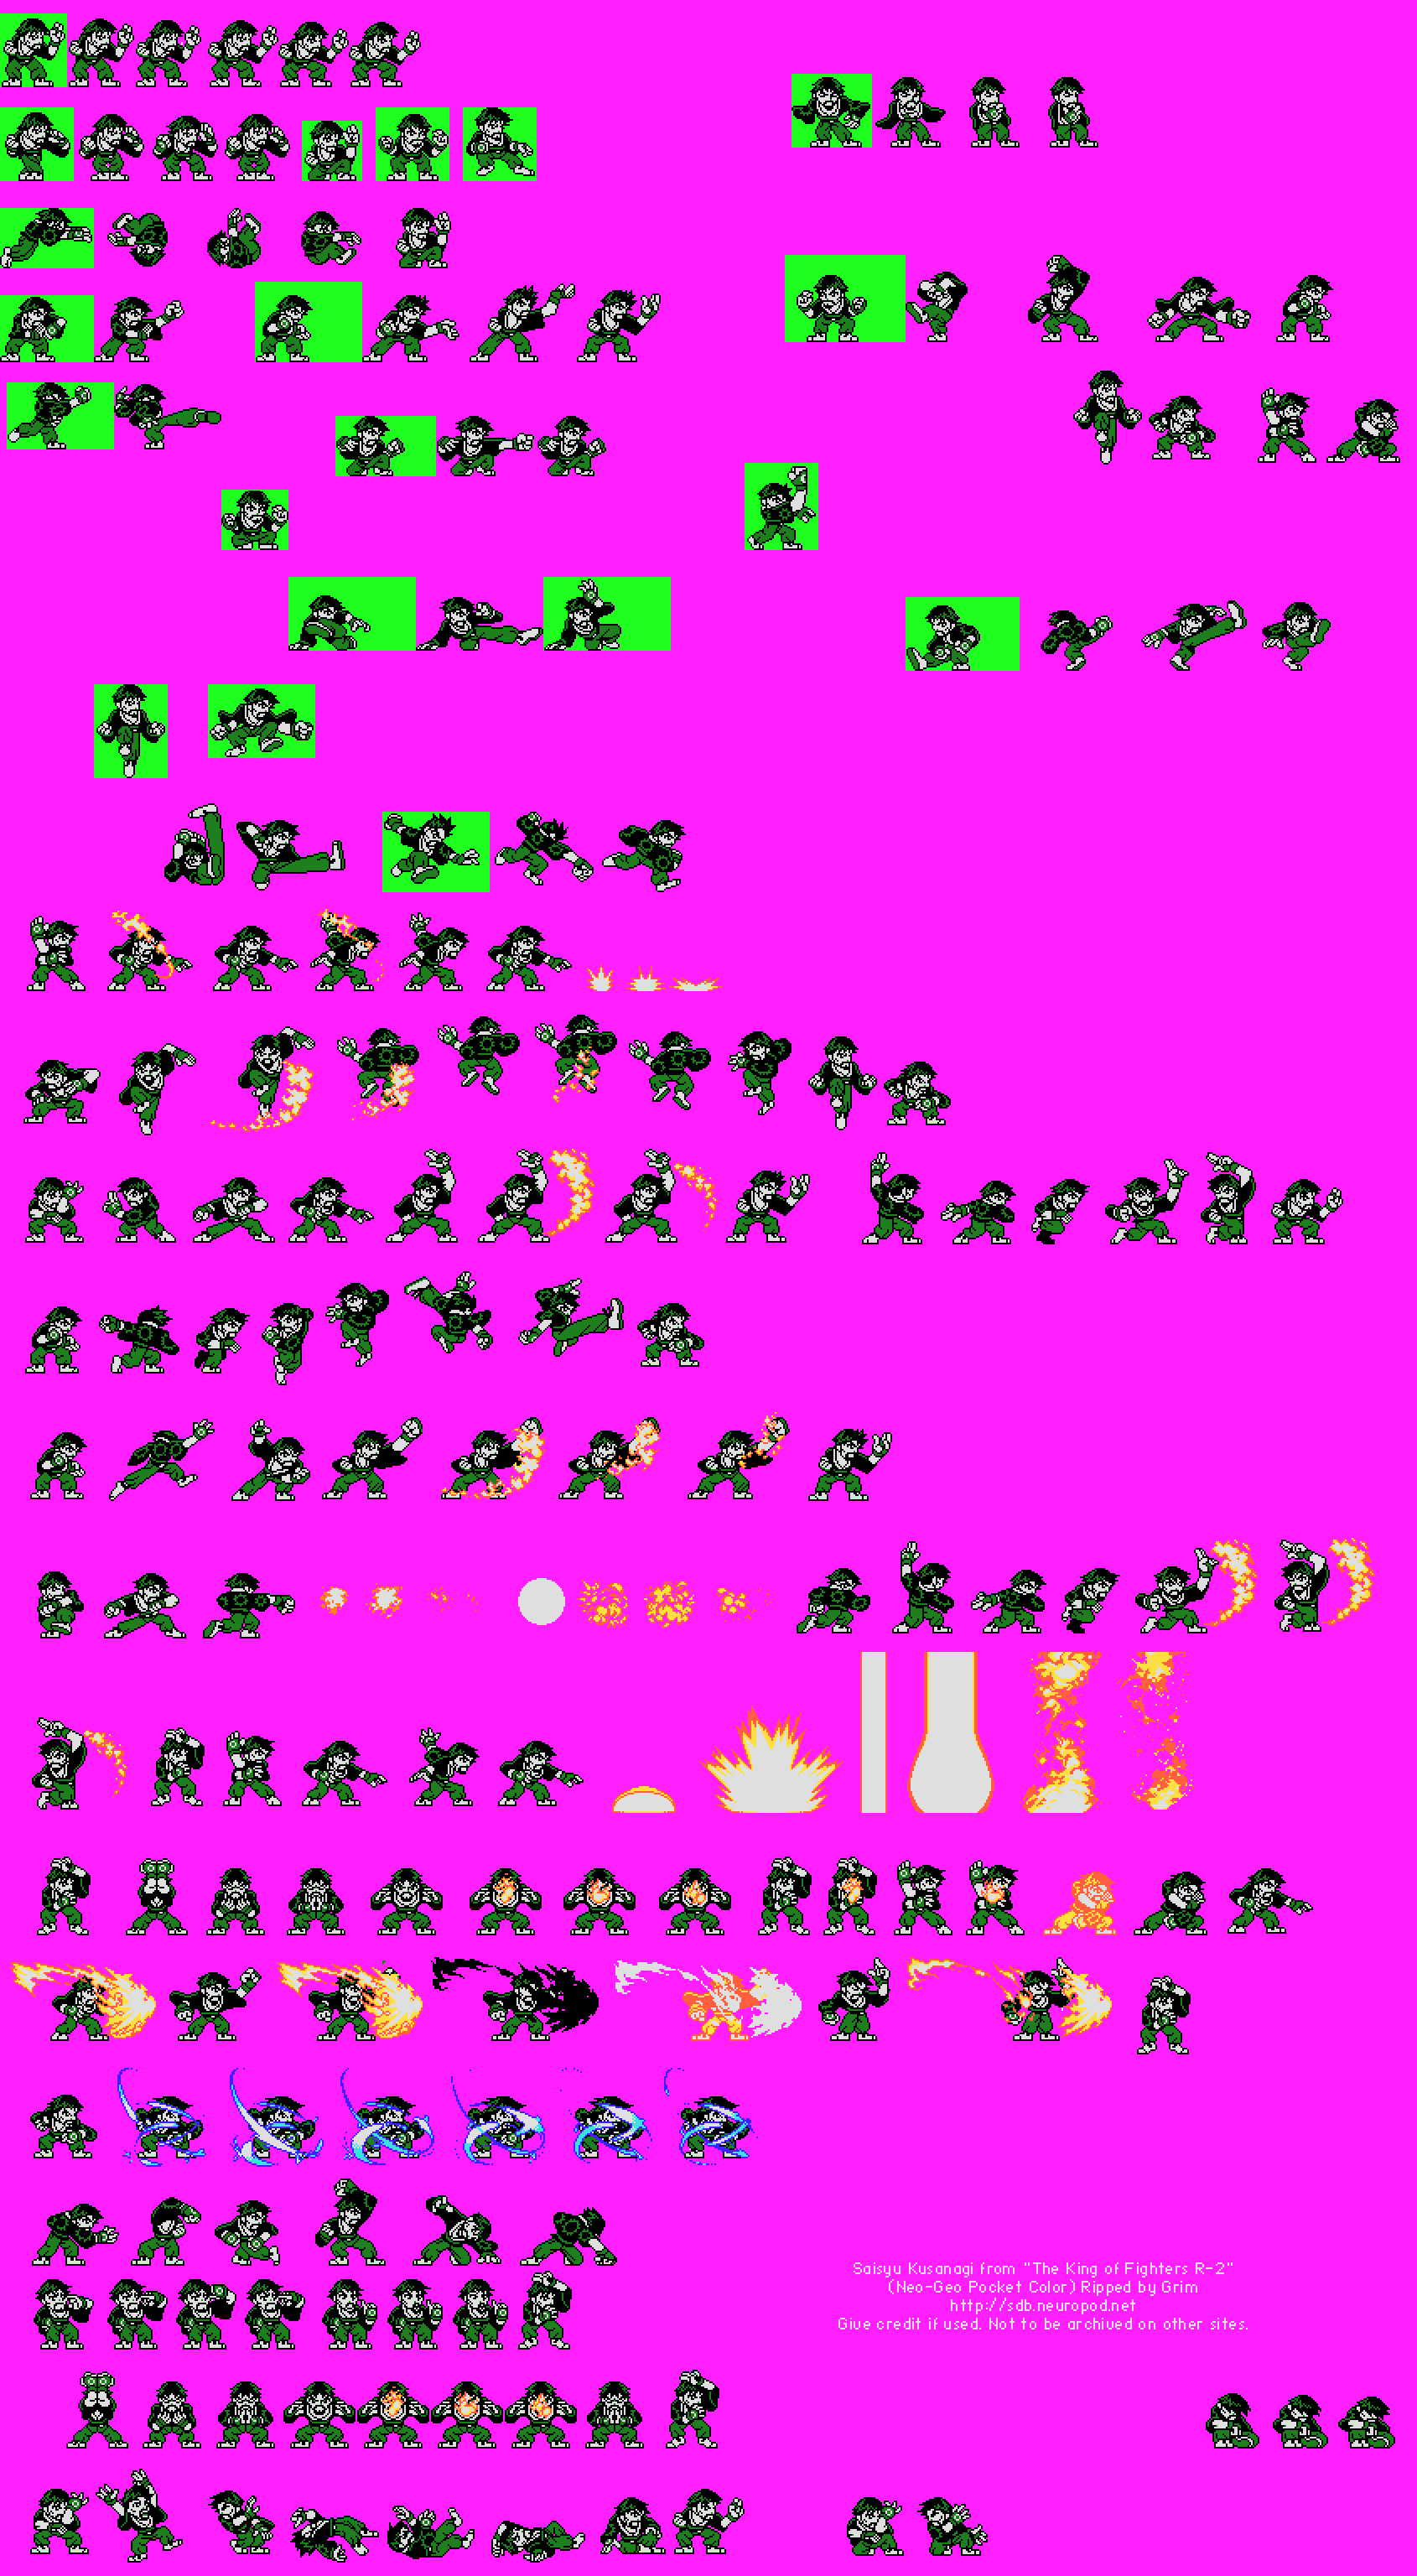 Saisyu Kusanagi from "The King of Fighters R-2"
(Neo-Geo Pocket Color) Ripped by Grim
http://sdb.neuropod.net
Give credit if used. Not to be archived on other sites.